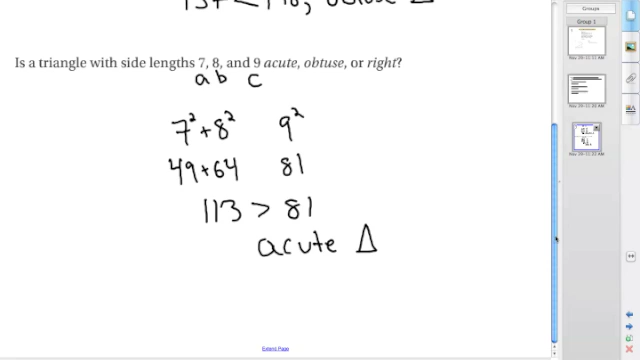 Is a triangle with side lengths 7, 8, and 9 acute, obtuse, or right?
a b c
7² + 8² 9²
49 + 64 81
113 > 81
acute Δ
Extend Page
Groups
Group 1